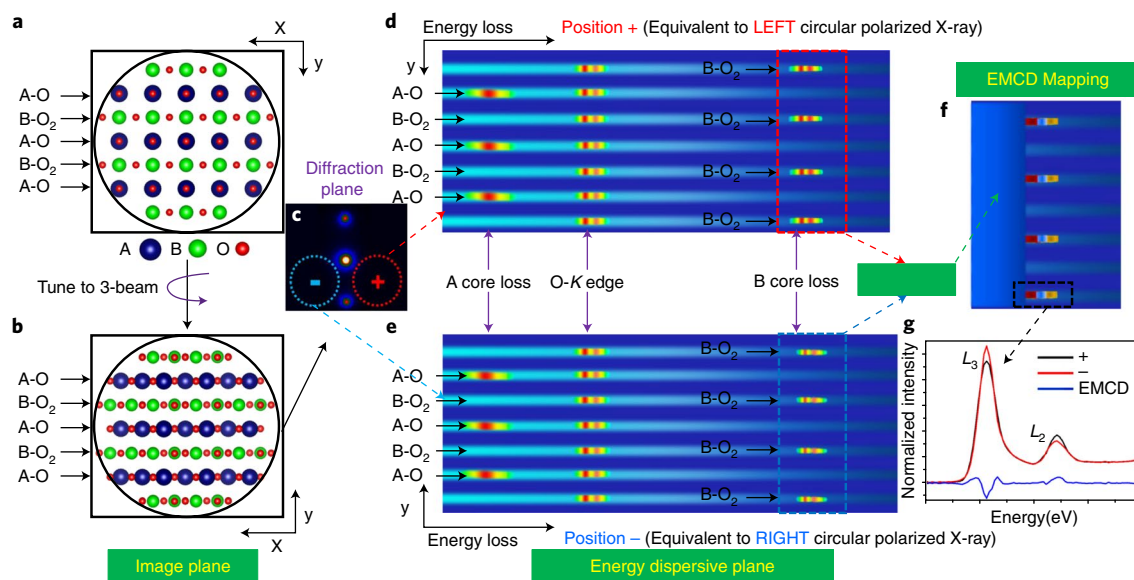 a
X
y
A-O
B-O2
A-O
B-O2
A-O
A B O
Tune to 3-beam
b
A-O
B-O2
A-O
B-O2
A-O
y
X
Image plane
Diffraction
plane
c
-
+
d
Energy loss
Position + (Equivalent to LEFT circular polarized X-ray)
y
A-O
B-O2
A-O
B-O2
A-O
B-O2
B-O2
B-O2
B-O2
A core loss
O-K edge
B core loss
e
A-O
B-O2
A-O
B-O2
A-O
B-O2
B-O2
B-O2
B-O2
y
Energy loss
Position – (Equivalent to RIGHT circular polarized X-ray)
Energy dispersive plane
EMCD Mapping
f
g
Normalized intensity
L3
L2
+
–
EMCD
Energy(eV)